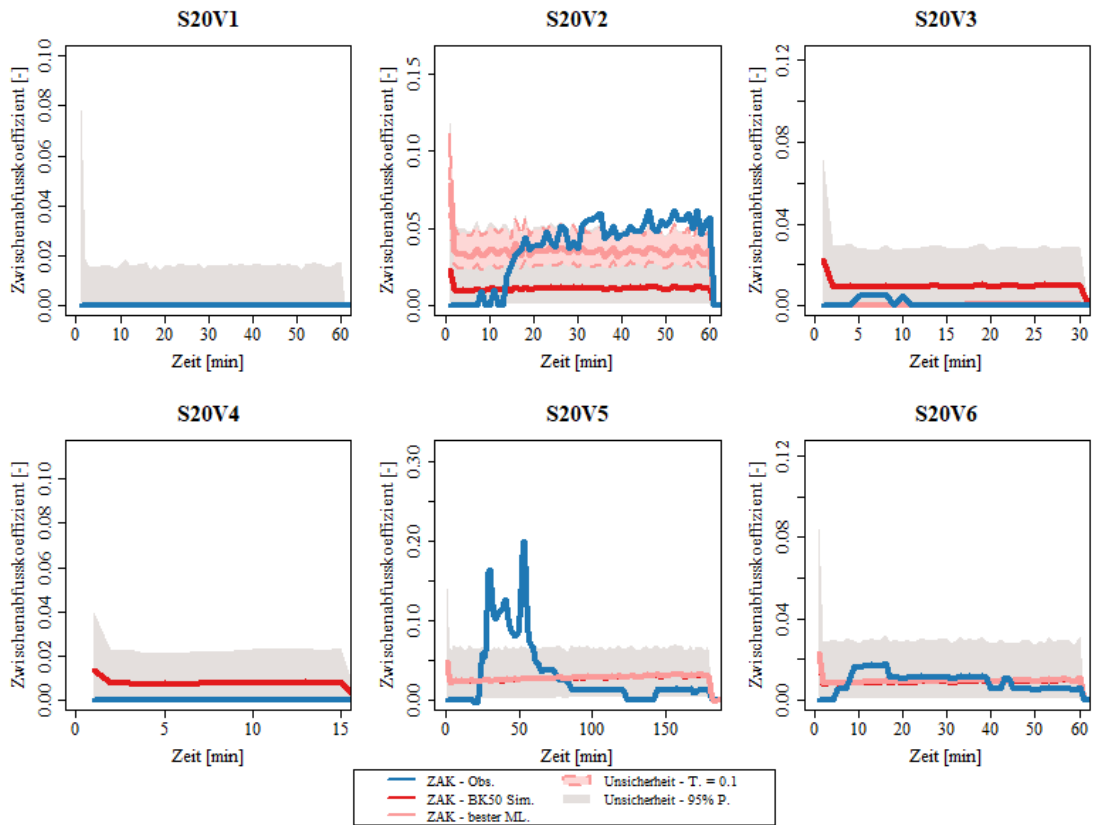 S20V1
S20V2
S20V3
Zwischenabfusskoeffizient [-]
0.00 0.02 0.04 0.06 0.08 0.10
0 10 20 30 40 50 60
Zeit [min]
Zwischenabfusskoeffizient [-]
0.00 0.05 0.10 0.15
0 10 20 30 40 50 60
Zeit [min]
Zwischenabfusskoeffizient [-]
0.00 0.04 0.08 0.12
0 5 10 15 20 25 30
Zeit [min]
S20V4
S20V5
S20V6
Zwischenabfusskoeffizient [-]
0.00 0.02 0.04 0.06 0.08 0.10
0 5 10 15
Zeit [min]
Zwischenabfusskoeffizient [-]
0.00 0.10 0.20 0.30
0 50 100 150
Zeit [min]
Zwischenabfusskoeffizient [-]
0.00 0.04 0.08 0.12
0 10 20 30 40 50 60
Zeit [min]
ZAK - Obs.
ZAK - BK50 Sim.
ZAK - bester ML.
Unsicherheit - T. = 0.1
Unsicherheit - 95% P.